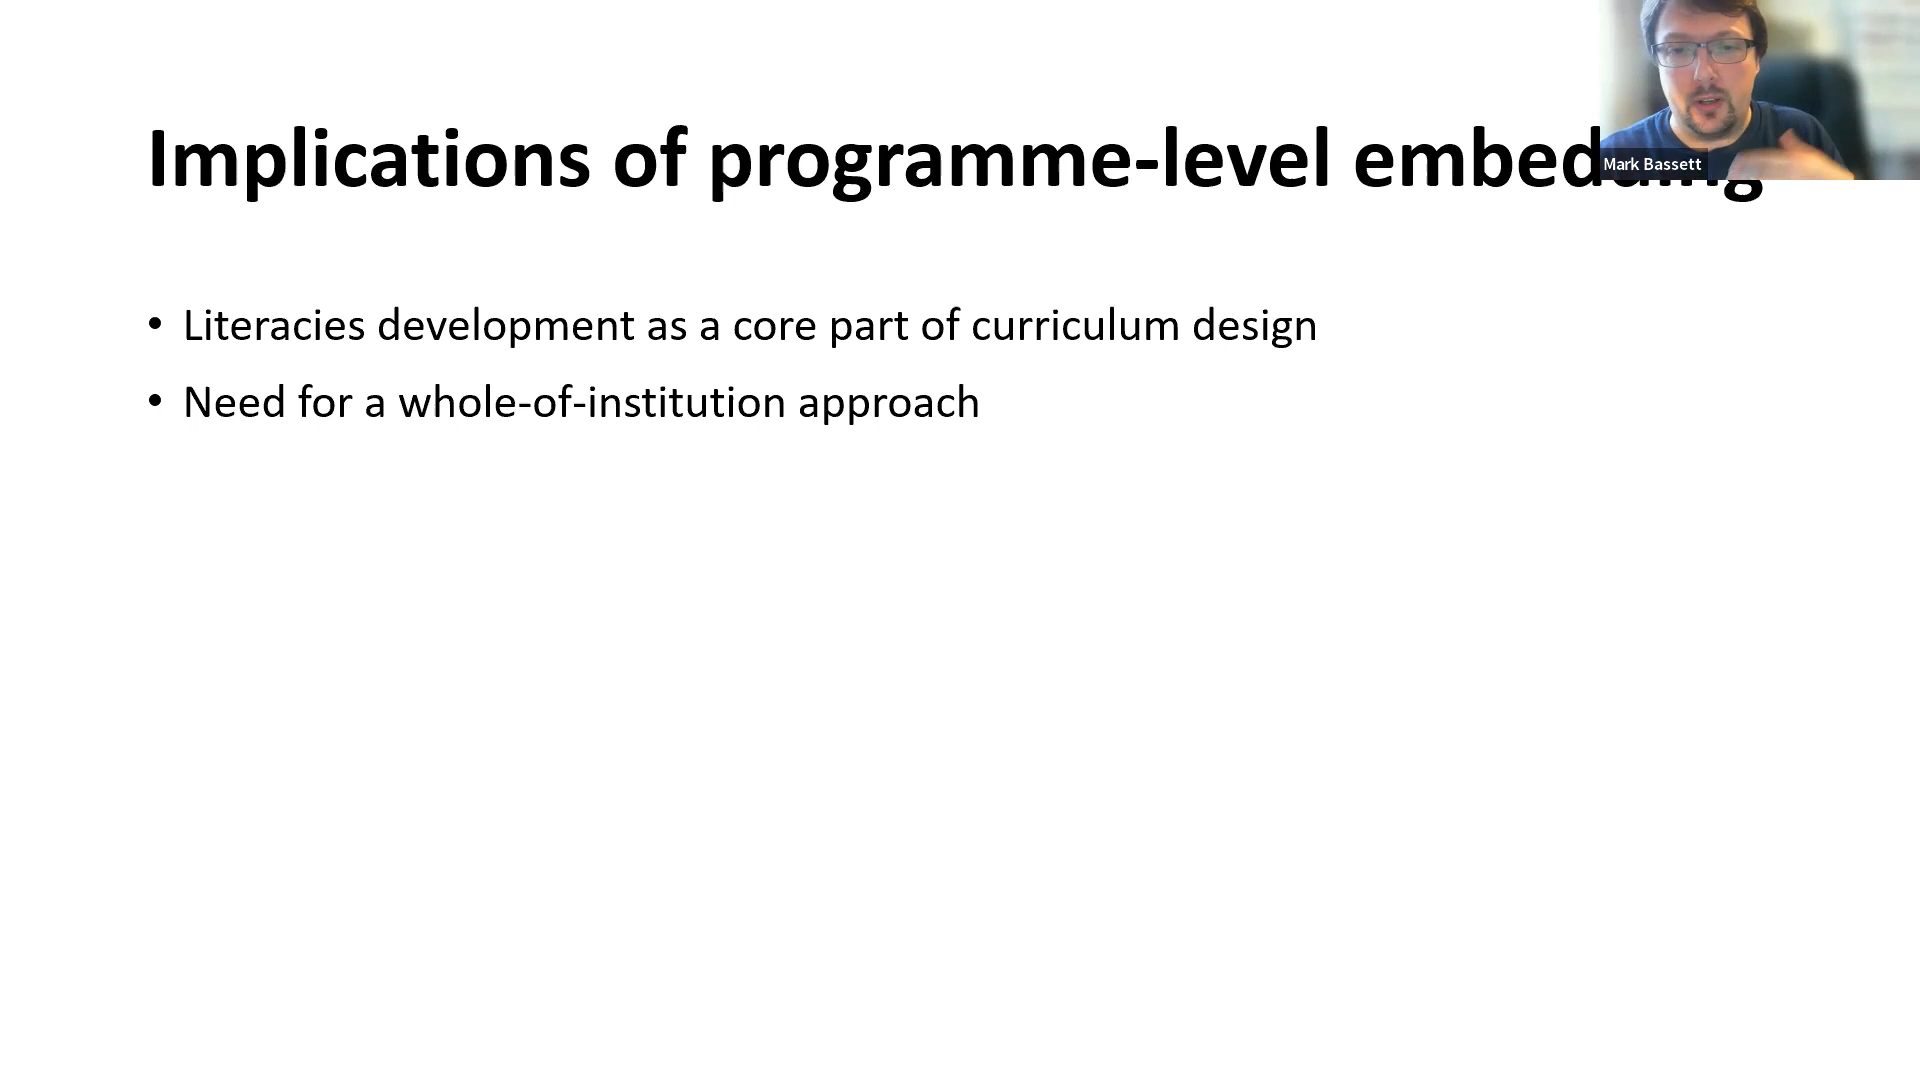 Implications of programme-level embedding
Mark Bassett
• Literacies development as a core part of curriculum design
• Need for a whole-of-institution approach